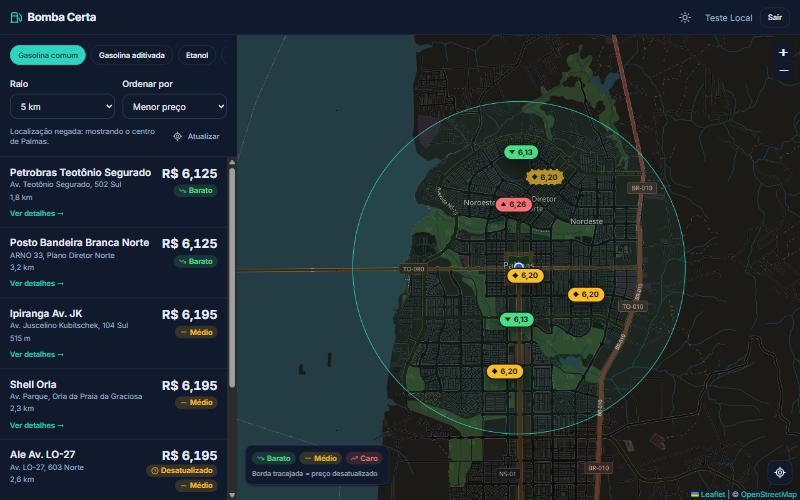 Bomba Certa
Teste Local
Sair
Gasolina comum
Gasolina aditivada
Etanol
Raio
Ordenar por
5 km
Menor preço
Localização negada: mostrando o centro
de Palmas.
Atualizar
Petrobras Teotônio Segurado
R$ 6,125
Av. Teotônio Segurado, 502 Sul
Barato
1,8 km
Ver detalhes →
Posto Bandeira Branca Norte
R$ 6,125
ARNO 33, Plano Diretor Norte
Barato
3,2 km
Ver detalhes →
Ipiranga Av. JK
R$ 6,195
Av. Juscelino Kubitschek, 104 Sul
Médio
515 m
Ver detalhes →
Shell Orla
R$ 6,195
Av. Parque, Orla da Praia da Graciosa
Médio
2,3 km
Ver detalhes →
Ale Av. LO-27
R$ 6,195
Av. LO-27, 603 Norte
Desatualizado
2,6 km
Médio
+
−
6,13
6,20
BR-010
6,26
Noroeste
Diretor
Nordeste
TO-080
6,20
6,20
TO-010
BR-010
6,13
BR-010
6,20
BR-010
Barato
Médio
Caro
Borda tracejada = preço desatualizado
NS-01
BR-010
Leaflet | © OpenStreetMap